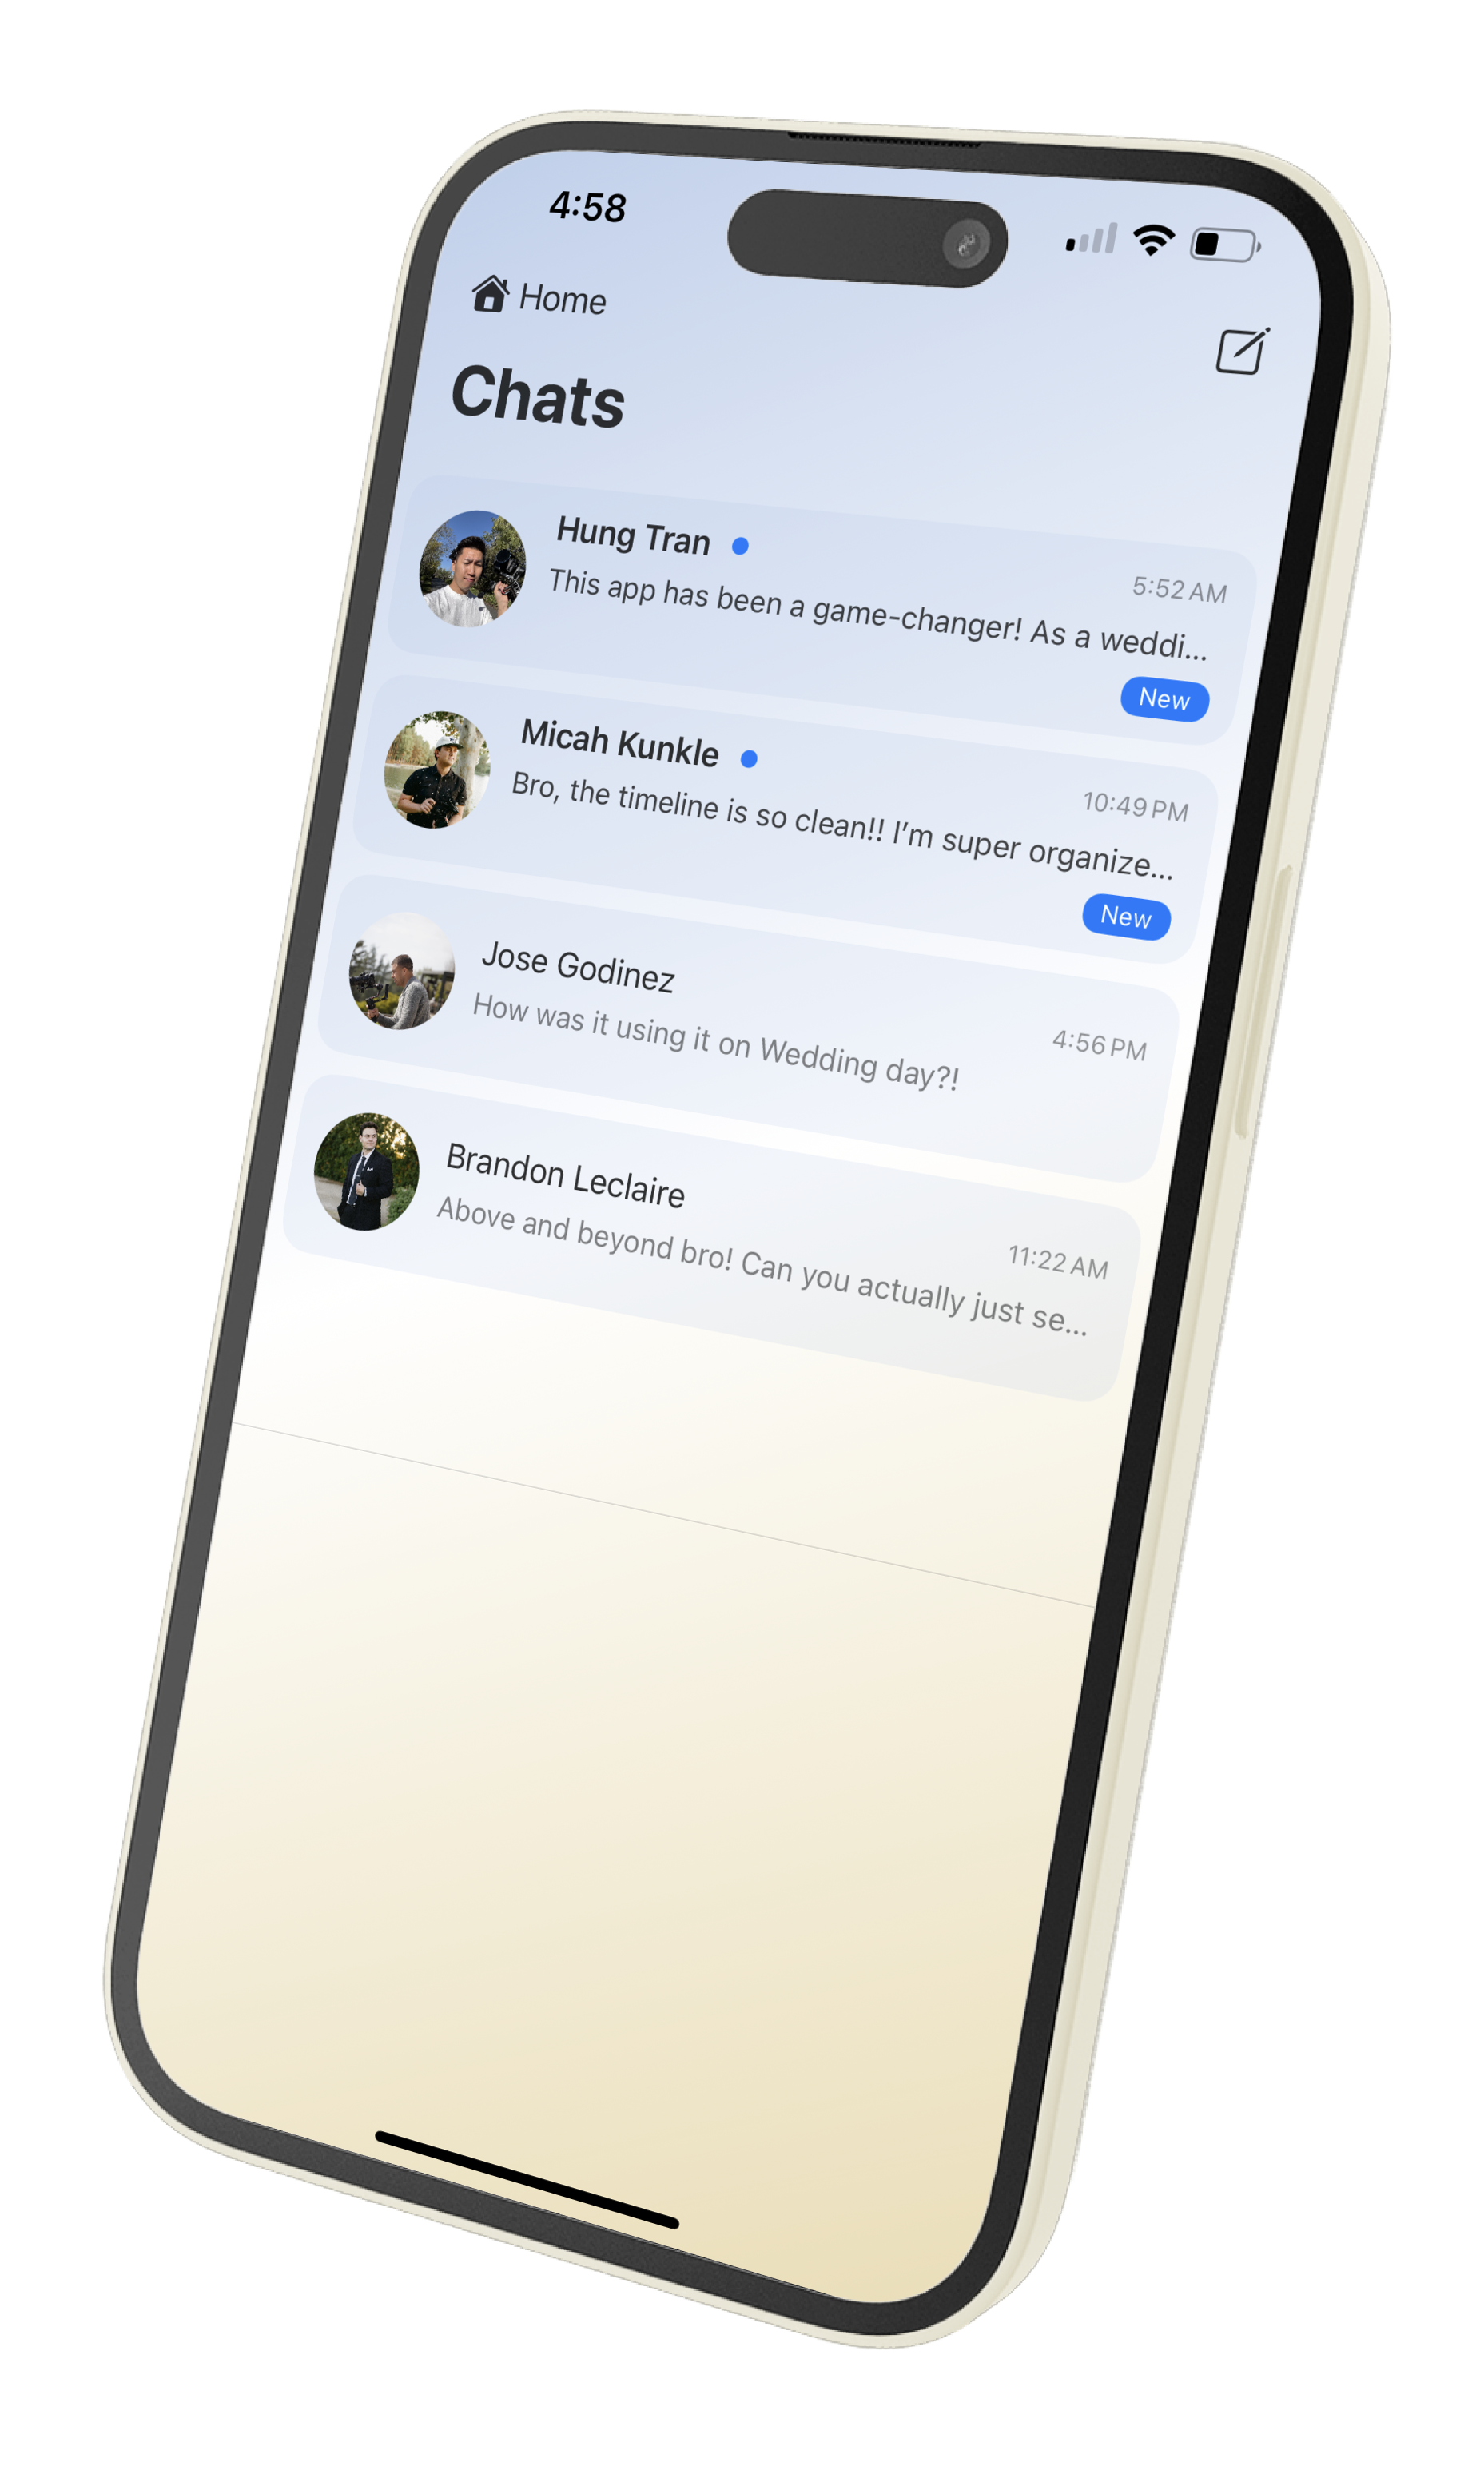 4:58
Home
Chats
Hung Tran
5:52 AM
This app has been a game-changer! As a weddi...
New
Micah Kunkle
10:49 PM
Bro, the timeline is so clean!! I'm super organize...
New
Jose Godinez
4:56 PM
How was it using it on Wedding day?!
Brandon Leclaire
11:22 AM
Above and beyond bro! Can you actually just se...